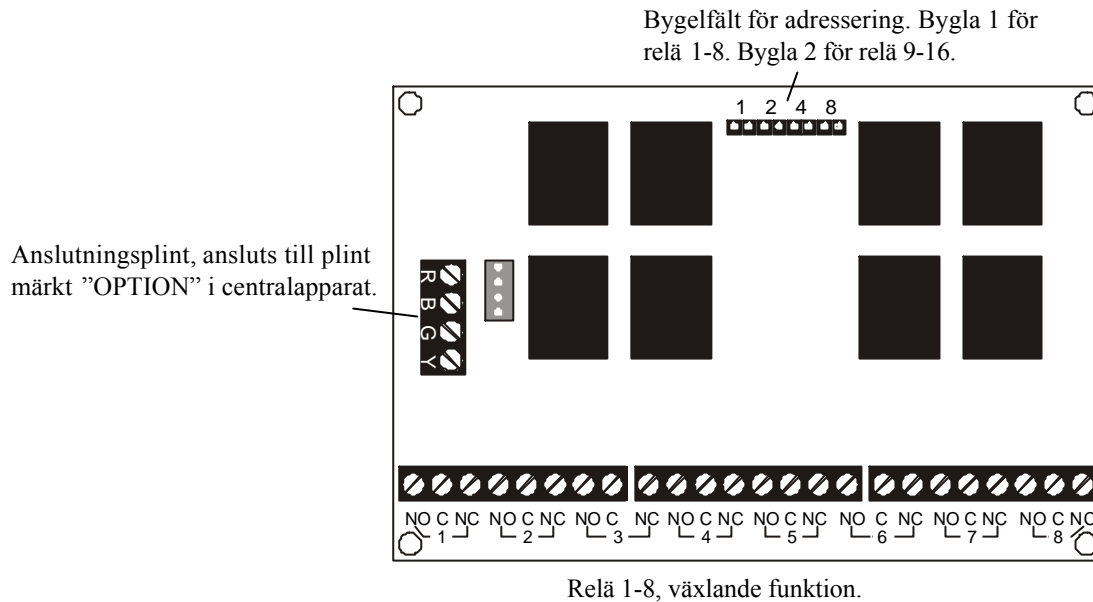 Bygelfält för adressering. Bygla 1 för
relä 1-8. Bygla 2 för relä 9-16.
1 2 4 8
Anslutningsplint, ansluts till plint
märkt ”OPTION” i centralapparat.
R
B
G
Y
NO C NC NO C NC NO C NC NO C NC NO C NC NO C NC NO C NC NO C NC
1 2 3 4 5 6 7 8
Relä 1-8, växlande funktion.